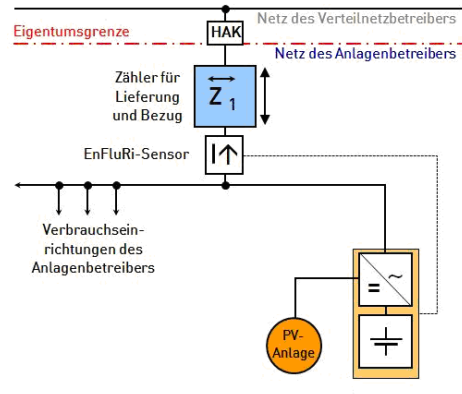 Netz des Verteilnetzbetreibers
Eigentumsgrenze
HAK
Netz des Anlagenbetreibers
Zähler für
Lieferung
und Bezug
Z 1
EnFluRi-Sensor
I
Verbrauchsein-
richtungen des
Anlagenbetreibers
= ~
PV-
Anlage